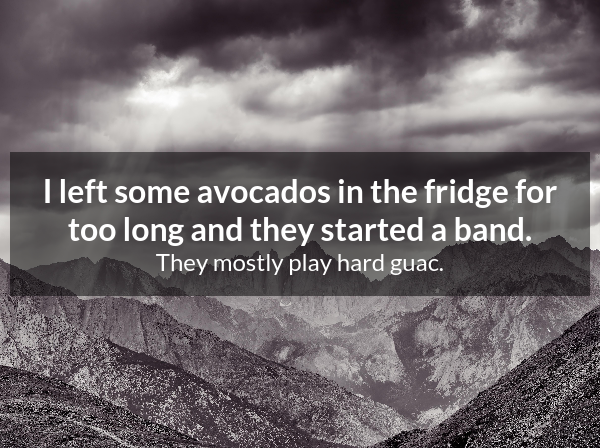 I left some avocados in the fridge for
too long and they started a band.
They mostly play hard guac.